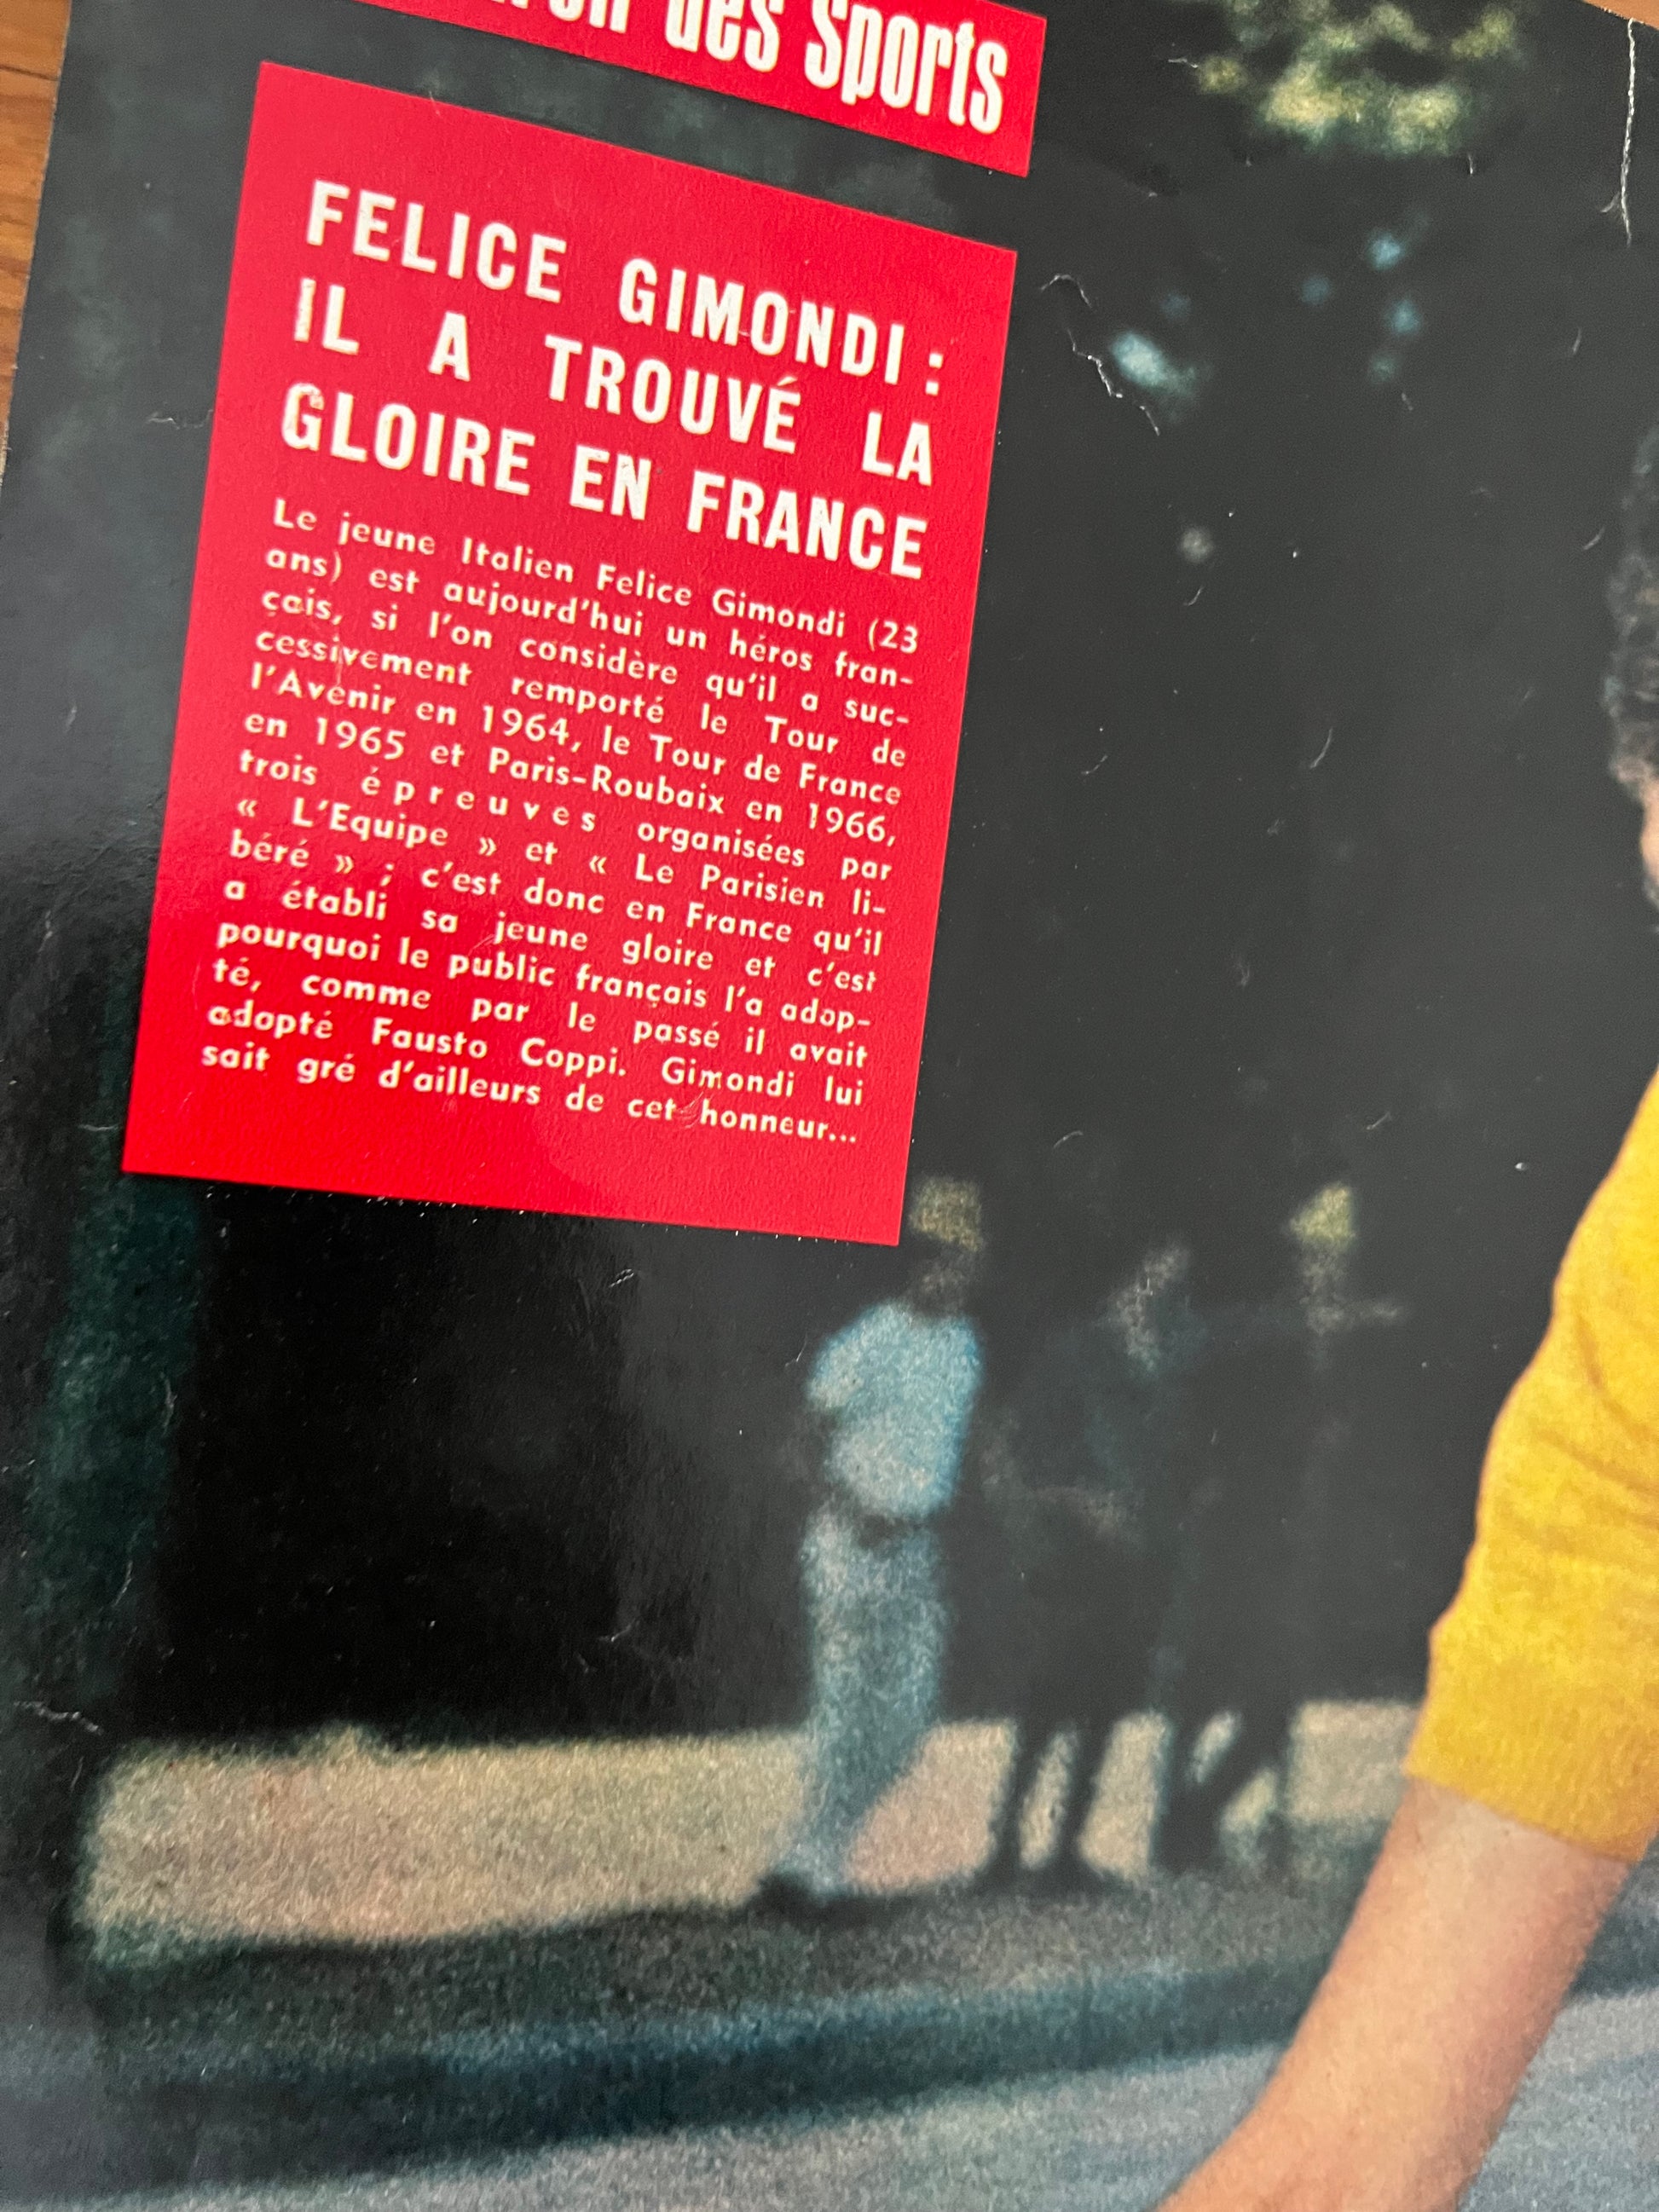 des Sports
FELICE GIMONDI :
IL A TROUVÉ LA
GLOIRE EN FRANCE
Le jeune Italien Felice Gimondi (23
ans) est aujourd'hui un héros fran-
çais, si l'on considère qu'il a suc-
cessivement remporté le Tour de
l'Avenir en 1964, le Tour de France
en 1965 et Paris-Roubaix en 1966,
trois épreuves organisées par
« L'Equipe » et « Le Parisien li-
béré » ; c'est donc en France qu'il
a établi sa jeune gloire et c'est
pourquoi le public français l'a adop-
té, comme par le passé il avait
adopté Fausto Coppi. Gimondi lui
sait gré d'ailleurs de cet honneur...